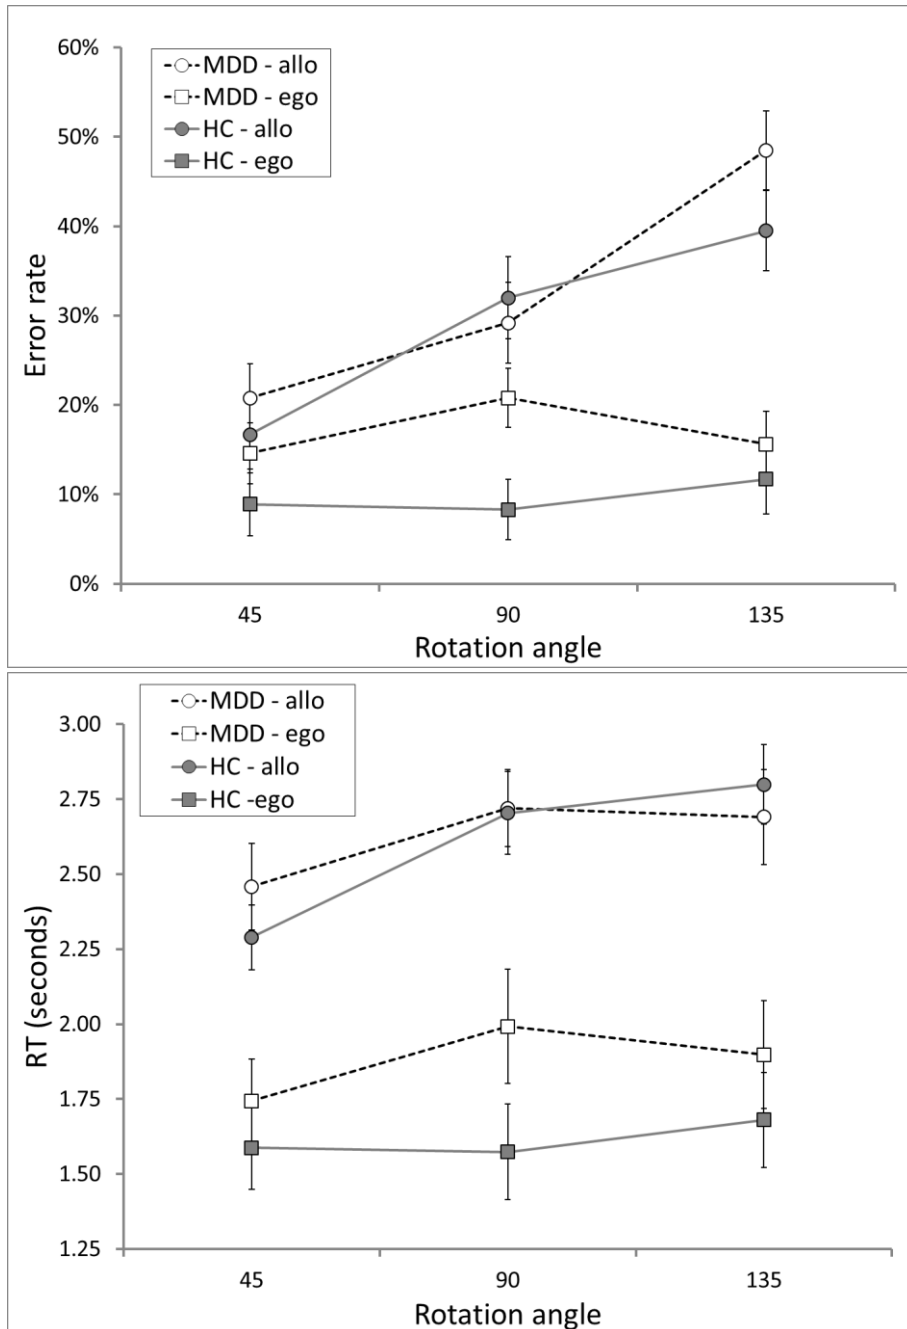 60%
50%
40%
30%
20%
10%
0%
Error rate
MDD - allo
MDD - ego
HC - allo
HC - ego
45 90 135
Rotation angle
MDD - allo
MDD - ego
HC - allo
HC -ego
3.00
2.75
2.50
2.25
2.00
1.75
1.50
1.25
RT (seconds)
45 90 135
Rotation angle